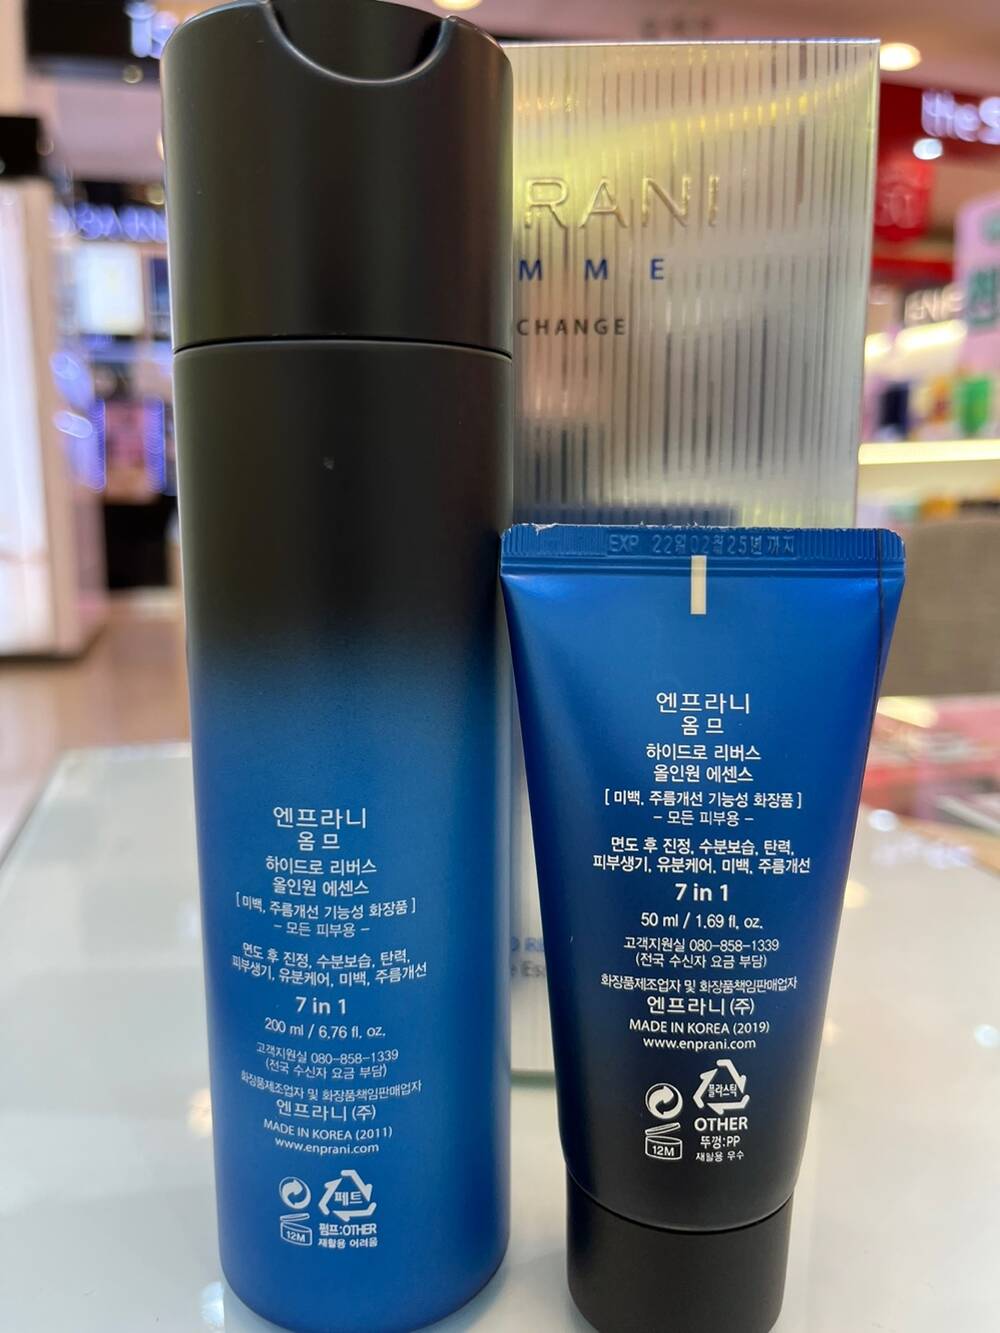 RANI
MME
CHANGE
엔프라니
옴 므
하이드로 리버스
올인원 에센스
[ 미백, 주름개선 기능성 화장품 ]
- 모든 피부용 -
면도 후 진정, 수분보습, 탄력,
피부생기, 유분케어, 미백, 주름개선
7 in 1
200 ml / 6.76 fl. oz.
고객지원실 080-858-1339
(전국 수신자 요금 부담)
화장품제조업자 및 화장품책임판매업자
엔프라니 (주)
MADE IN KOREA (2011)
www.enprani.com
페트
12M
펌프:OTHER
재활용 어려움
EXP 22월02월25년까지
엔프라니
옴 므
하이드로 리버스
올인원 에센스
[ 미백, 주름개선 기능성 화장품 ]
- 모든 피부용 -
면도 후 진정, 수분보습, 탄력,
피부생기, 유분케어, 미백, 주름개선
7 in 1
50 ml / 1.69 fl. oz.
고객지원실 080-858-1339
(전국 수신자 요금 부담)
화장품제조업자 및 화장품책임판매업자
엔프라니 (주)
MADE IN KOREA (2019)
www.enprani.com
플라스틱
OTHER
12M
뚜껑:PP
재활용 우수
the